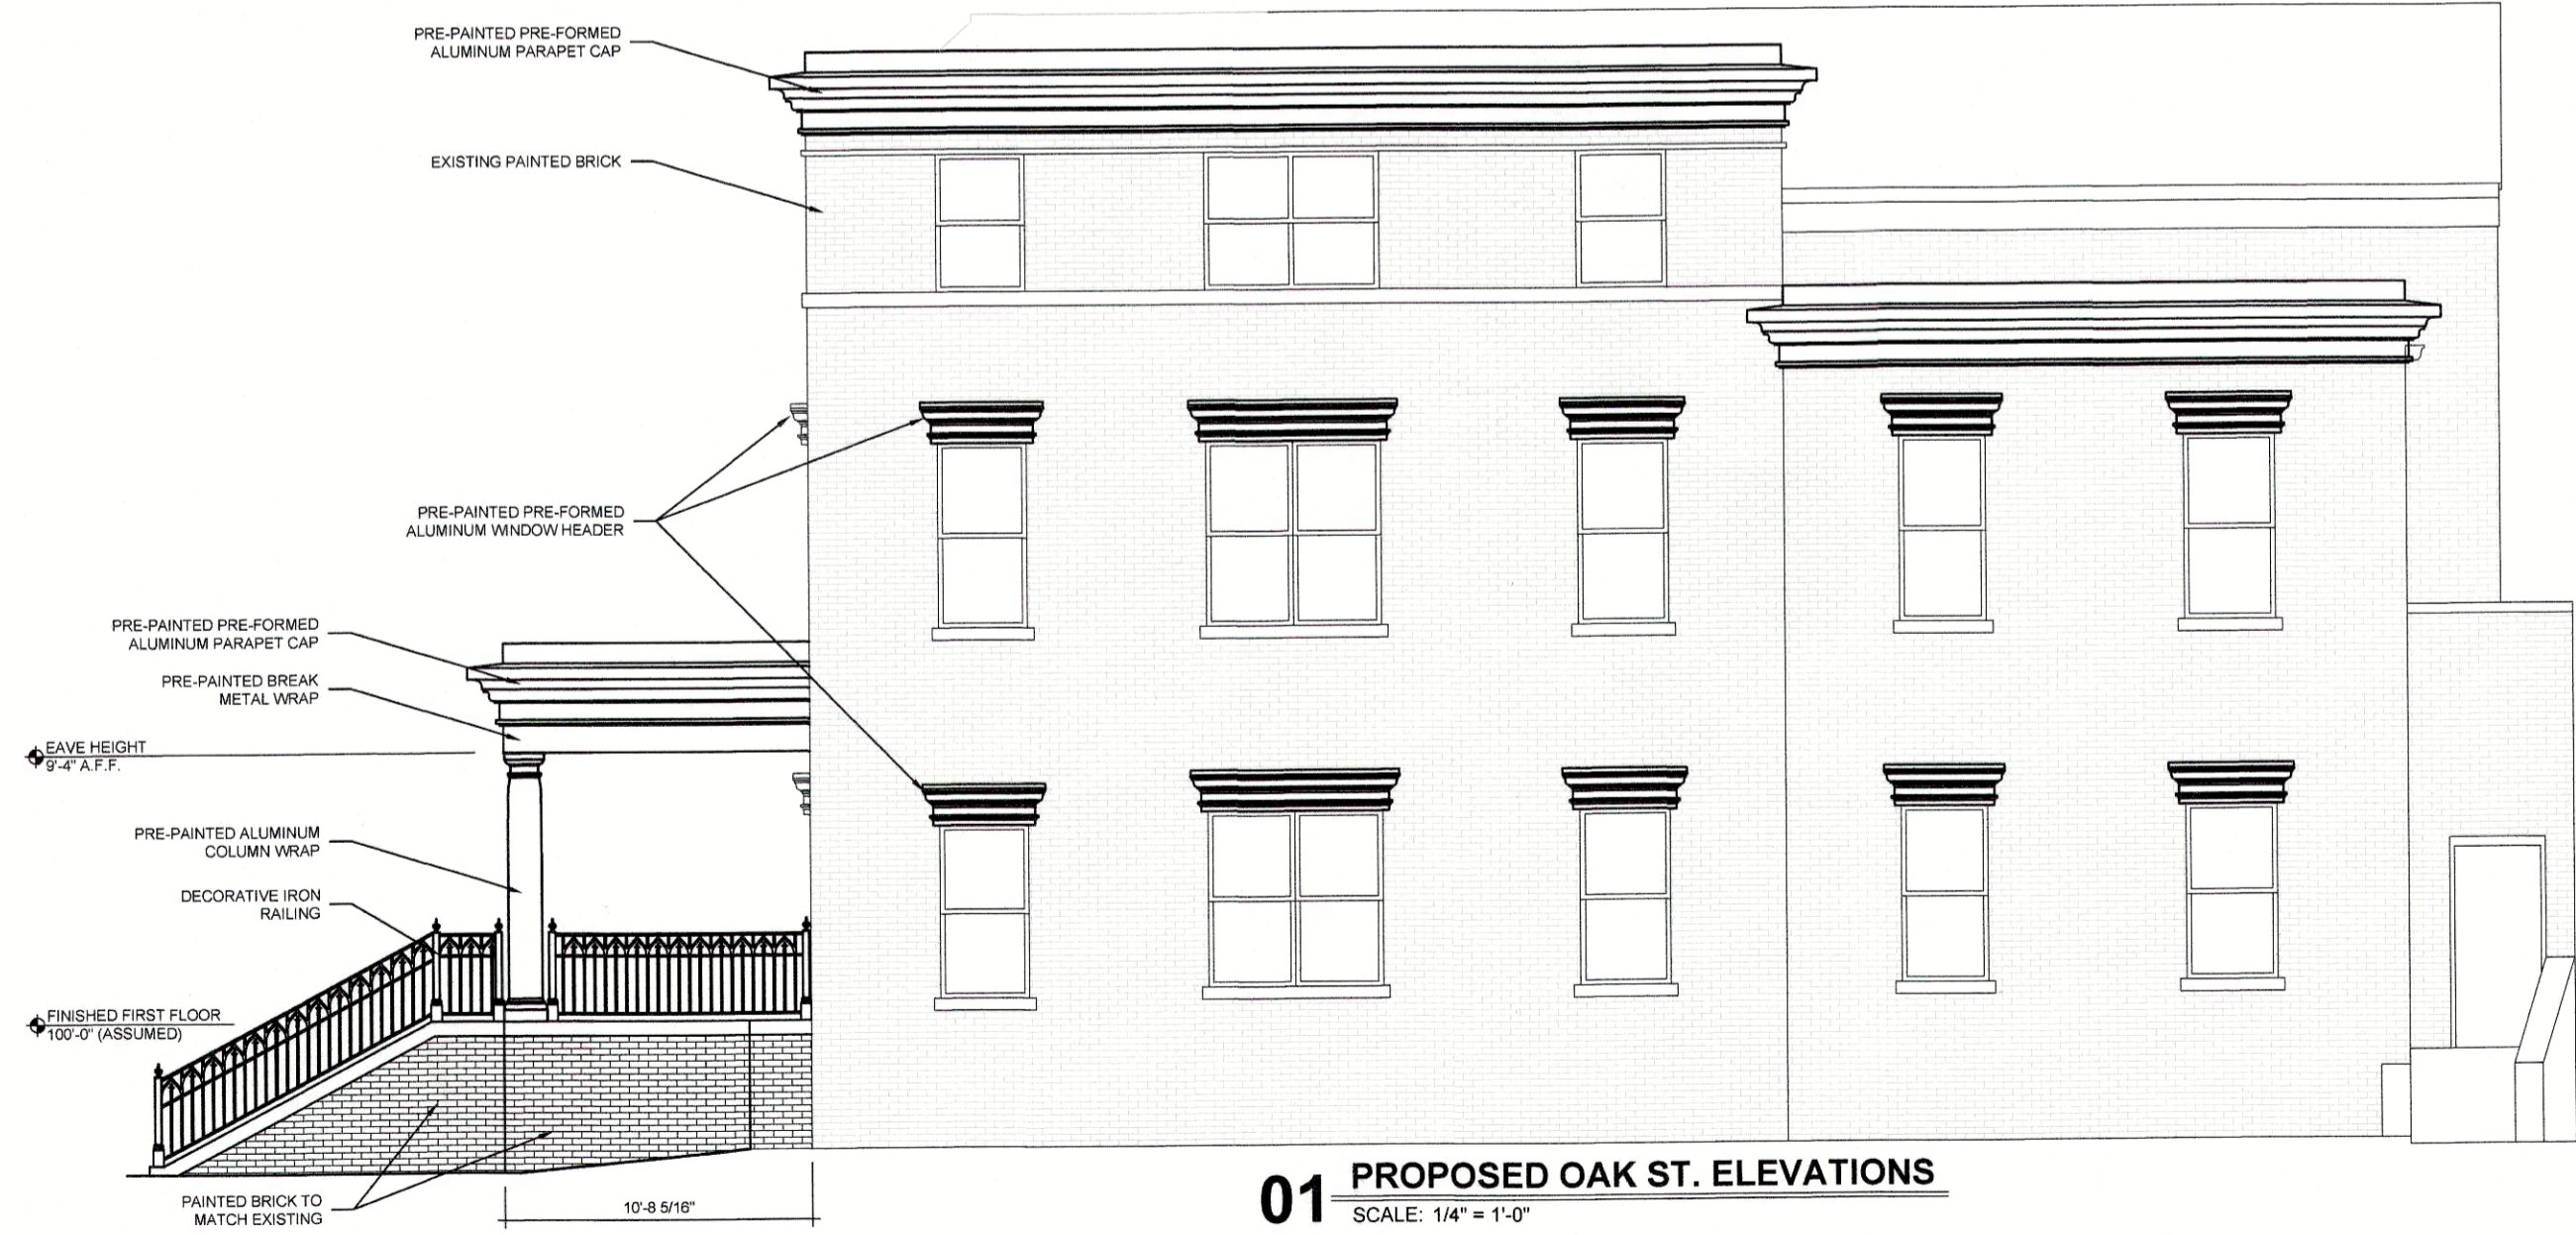 PRE-PAINTED PRE-FORMED
ALUMINUM PARAPET CAP
EXISTING PAINTED BRICK
PRE-PAINTED PRE-FORMED
ALUMINUM WINDOW HEADER
PRE-PAINTED PRE-FORMED
ALUMINUM PARAPET CAP
PRE-PAINTED BREAK
METAL WRAP
EAVE HEIGHT
9'-4" A.F.F.
PRE-PAINTED ALUMINUM
COLUMN WRAP
DECORATIVE IRON
RAILING
FINISHED FIRST FLOOR
100'-0" (ASSUMED)
PAINTED BRICK TO
MATCH EXISTING
10'-8 5/16"
01 PROPOSED OAK ST. ELEVATIONS
SCALE: 1/4" = 1'-0"